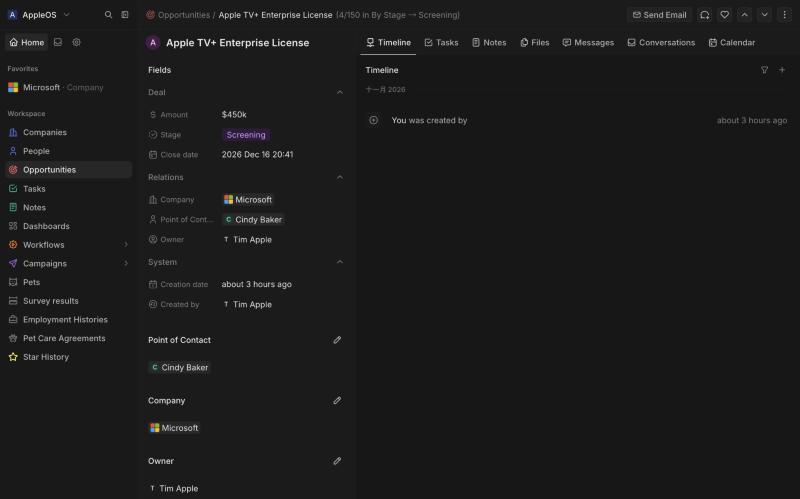 A AppleOS
Home
Favorites
Microsoft · Company
Workspace
Companies
People
Opportunities
Tasks
Notes
Dashboards
Workflows
Campaigns
Pets
Survey results
Employment Histories
Pet Care Agreements
Star History
Opportunities / Apple TV+ Enterprise License (4/150 in By Stage → Screening)
Send Email
A Apple TV+ Enterprise License
Fields
Deal
Amount $450k
Stage Screening
Close date 2026 Dec 16 20:41
Relations
Company Microsoft
Point of Cont... C Cindy Baker
Owner T Tim Apple
System
Creation date about 3 hours ago
Created by T Tim Apple
Point of Contact
C Cindy Baker
Company
Microsoft
Owner
T Tim Apple
Timeline Tasks Notes Files Messages Conversations Calendar
Timeline
十一月 2026
You was created by about 3 hours ago